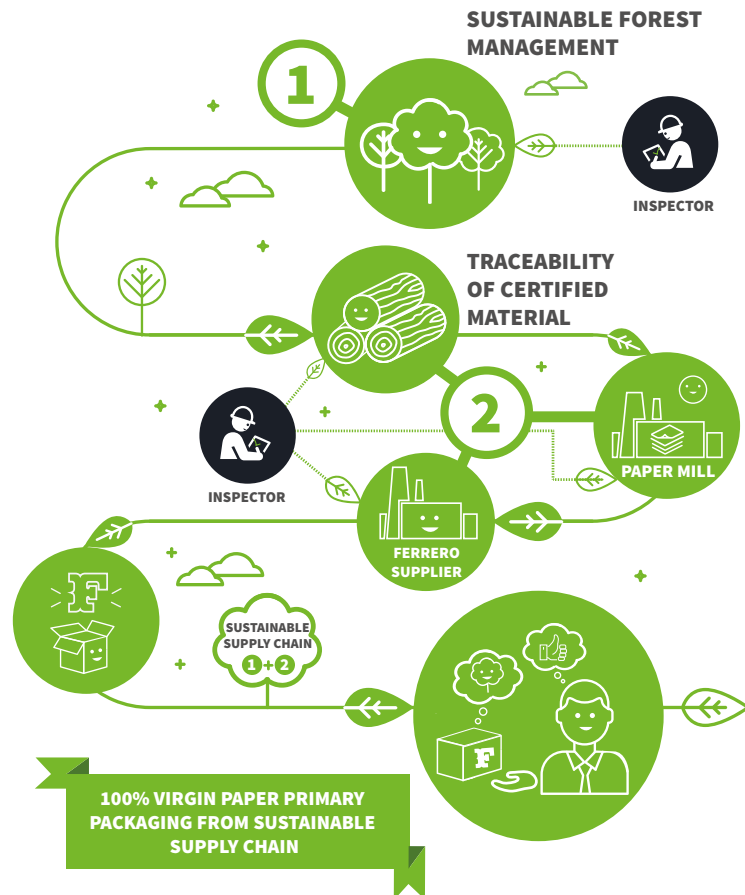 SUSTAINABLE FOREST
MANAGEMENT
1
INSPECTOR
TRACEABILITY
OF CERTIFIED
MATERIAL
2
PAPER MILL
INSPECTOR
FERRERO
SUPPLIER
F
SUSTAINABLE
SUPPLY CHAIN
1+2
F
100% VIRGIN PAPER PRIMARY
PACKAGING FROM SUSTAINABLE
SUPPLY CHAIN